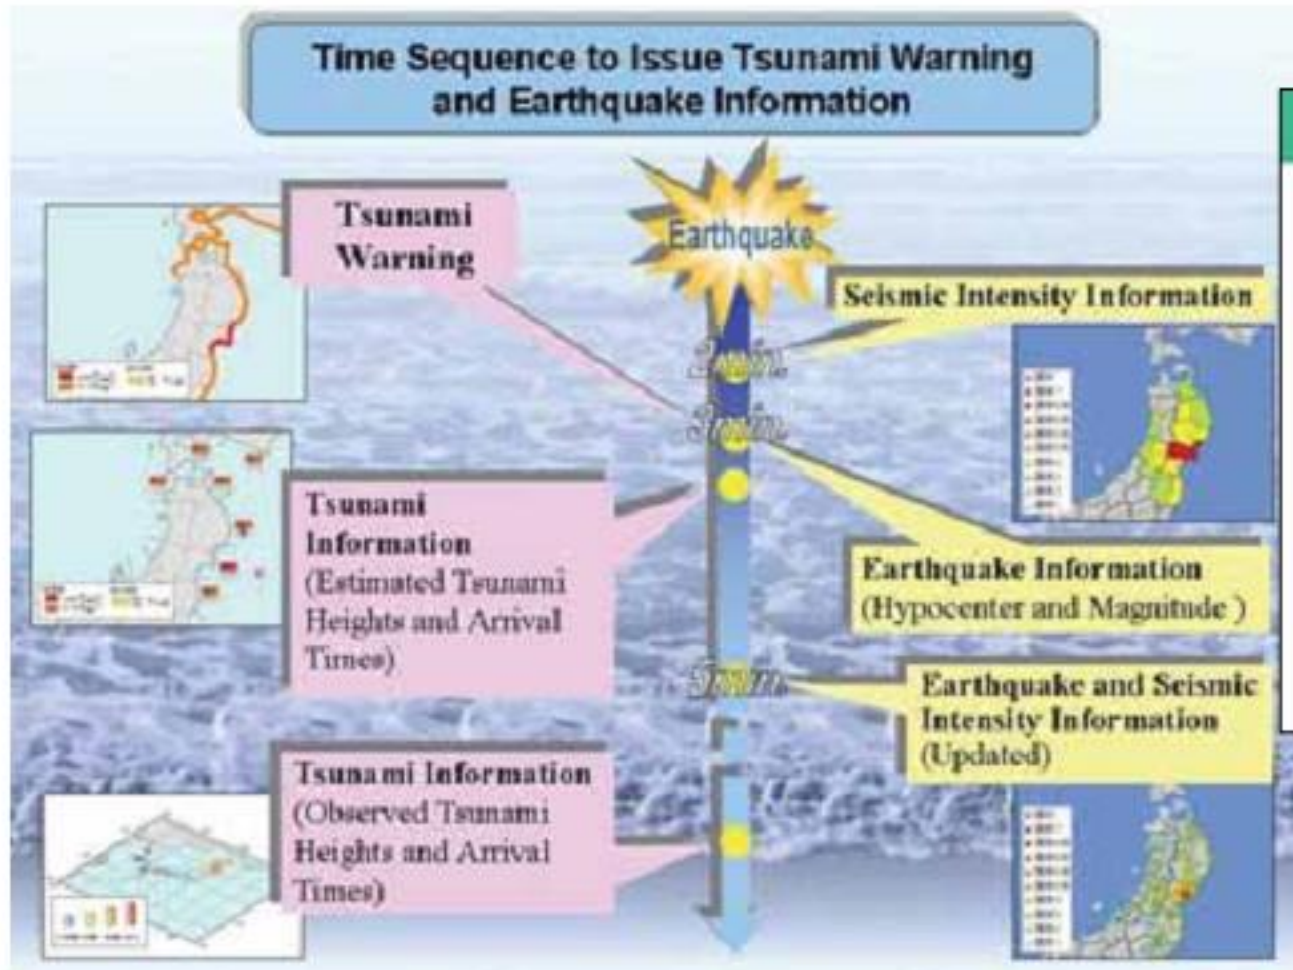 Time Sequence to Issue Tsunami Warning
and Earthquake Information
Earthquake
Tsunami
Warning
Seismic Intensity Information
2min.
3min.
Tsunami
Information
(Estimated Tsunami
Heights and Arrival
Times)
Earthquake Information
(Hypocenter and Magnitude )
5min.
Earthquake and Seismic
Intensity Information
(Updated)
Tsunami Information
(Observed Tsunami
Heights and Arrival
Times)